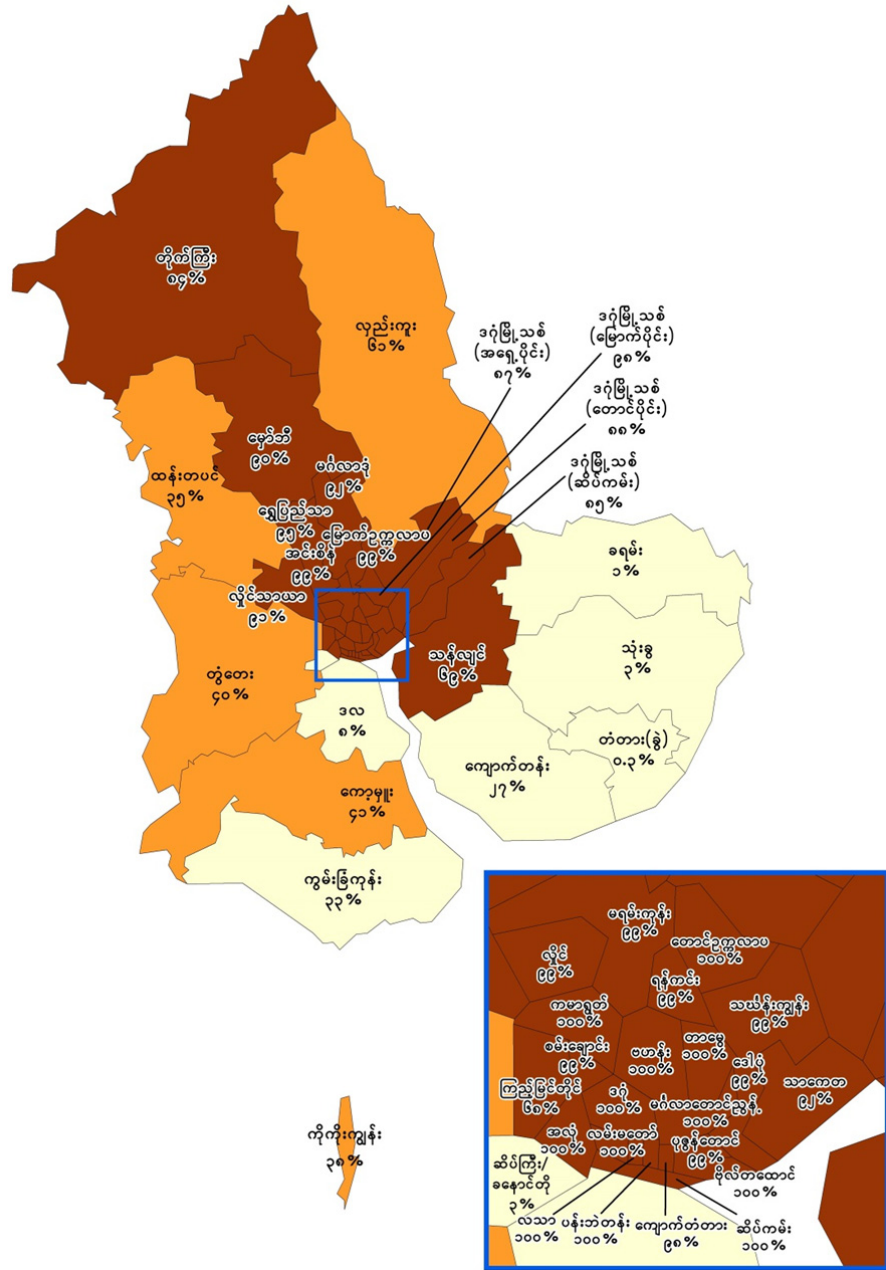 တိုက်ကြီး
၈၄%
လှည်းကူး
၆၁%
ဒဂုံမြို့သစ်
(အရှေ့ပိုင်း)
၈၇%
ဒဂုံမြို့သစ်
(မြောက်ပိုင်း)
၉၈%
ဒဂုံမြို့သစ်
(တောင်ပိုင်း)
၈၈%
ဒဂုံမြို့သစ်
(ဆိပ်ကမ်း)
၈၅%
မှော်ဘီ
၉၀%
မင်္ဂလာဒုံ
၉၂%
ထန်းတပင်
၃၅%
ရွှေပြည်သာ
၉၅%
မြောက်ဥက္ကလာပ
၉၉%
အင်းစိန်
၉၉%
လှိုင်သာယာ
၉၁%
ခရမ်း
၁%
သုံးခွ
၃%
သန်လျင်
၆၉%
တွံတေး
၄၀%
ဒလ
၈%
တံတား(ခွဲ)
၀.၃%
ကျောက်တန်း
၂၇%
ကော့မှူး
၄၁%
ကွမ်းခြံကုန်း
၃၃%
ကိုကိုးကျွန်း
၃၈%
မရမ်းကုန်း
၉၉%
တောင်ဥက္ကလာပ
၁၀၀%
လှိုင်
၉၉%
ရန်ကင်း
၉၉%
ကမာရွတ်
၁၀၀%
သင်္ဃန်းကျွန်း
၉၉%
စမ်းချောင်း
၉၉%
ဗဟန်း
၁၀၀%
တာမွေ
၁၀၀%
ဒေါပုံ
၉၉%
သာကေတ
၉၂%
ကြည့်မြင်တိုင်
၆၈%
ဒဂုံ
၁၀၀%
မင်္ဂလာတောင်ညွန့်
၁၀၀%
အလုံ
၁၀၀%
လမ်းမတော်
၁၀၀%
ပုဇွန်တောင်
၉၉%
ဗိုလ်တထောင်
၁၀၀%
ဆိပ်ကြီး/
ခနောင်တို
၃%
လသာ
၁၀၀%
ပန်းဘဲတန်း
၁၀၀%
ကျောက်တံတား
၉၈%
ဆိပ်ကမ်း
၁၀၀%